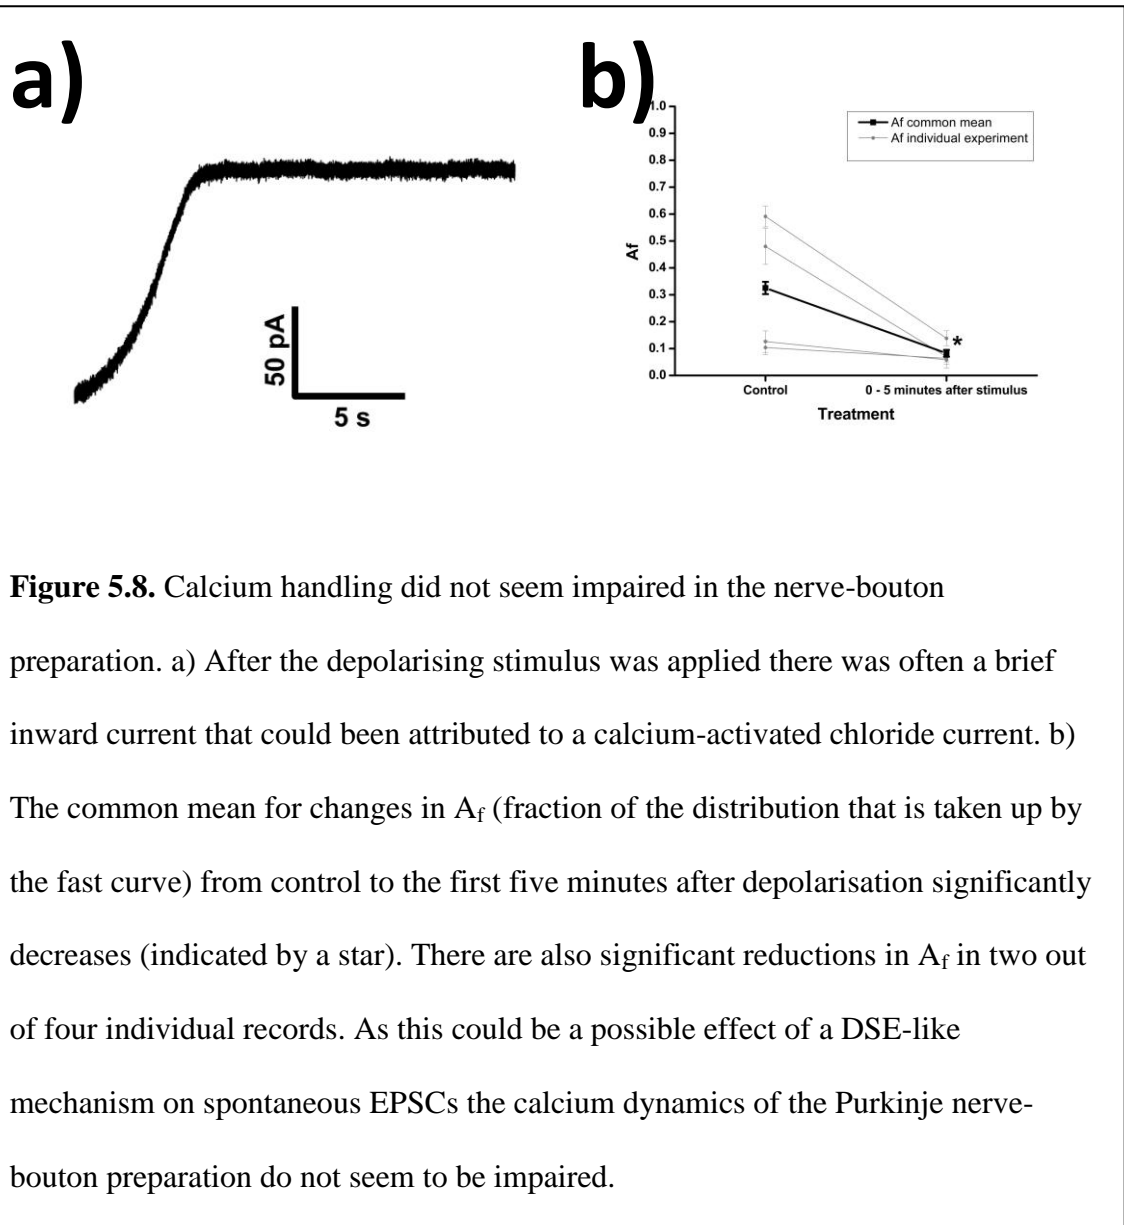 a)
b)
50 pA
5 s
1.0
0.9
0.8
0.7
0.6
0.5
0.4
0.3
0.2
0.1
0.0
Af
Af common mean
Af individual experiment
*
Control
0 - 5 minutes after stimulus
Treatment
Figure 5.8. Calcium handling did not seem impaired in the nerve-bouton
preparation. a) After the depolarising stimulus was applied there was often a brief
inward current that could been attributed to a calcium-activated chloride current. b)
The common mean for changes in Af (fraction of the distribution that is taken up by
the fast curve) from control to the first five minutes after depolarisation significantly
decreases (indicated by a star). There are also significant reductions in Af in two out
of four individual records. As this could be a possible effect of a DSE-like
mechanism on spontaneous EPSCs the calcium dynamics of the Purkinje nerve-
bouton preparation do not seem to be impaired.